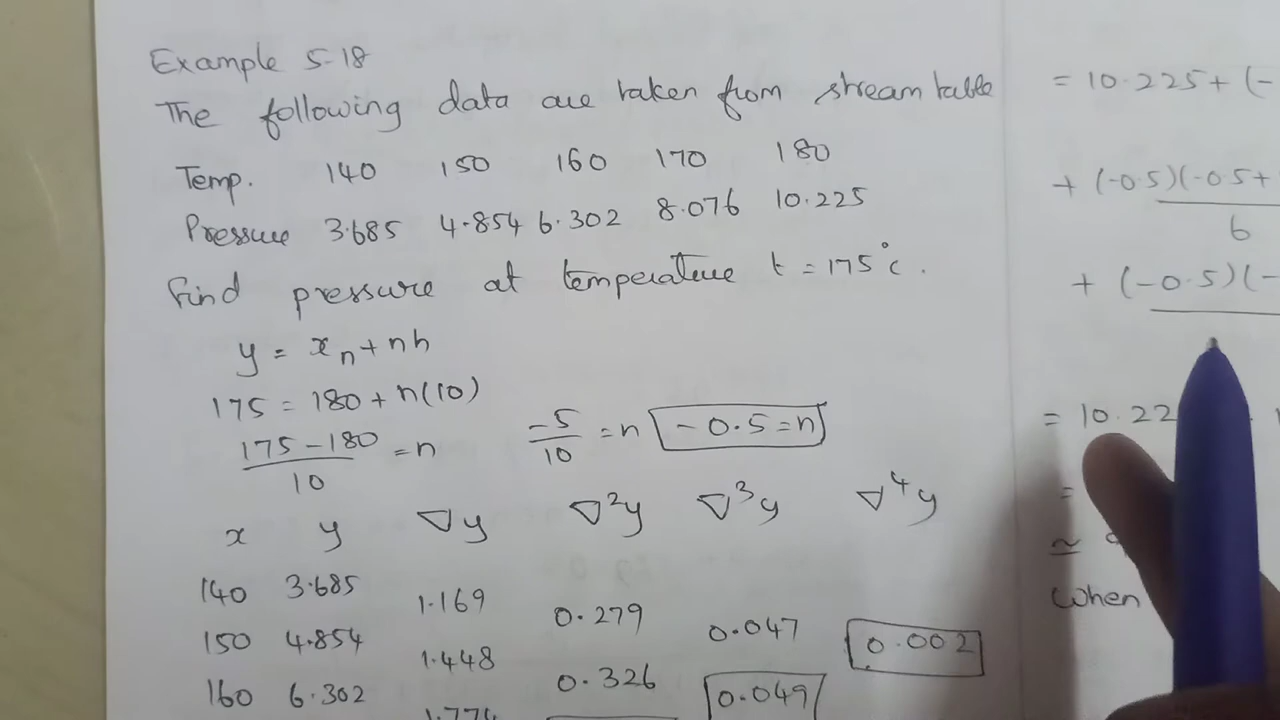 Example 5.18
The following data are taken from stream table
Temp. 140 150 160 170 180
Pressure 3.685 4.854 6.302 8.076 10.225
Find pressure at temperature t = 175°c.
y = xₙ + nh
175 = 180 + n(10)
175 - 180 / 10 = n -5/10 = n -0.5 = n
x y ∇y ∇²y ∇³y ∇⁴y
140 3.685
1.169
150 4.854 0.279 0.047
1.448 0.002
160 6.302 0.326 0.049
= 10.225 + (-
+ (-0.5)(-0.5+
6
+ (-0.5)(-
= 10.22
=
≃
When